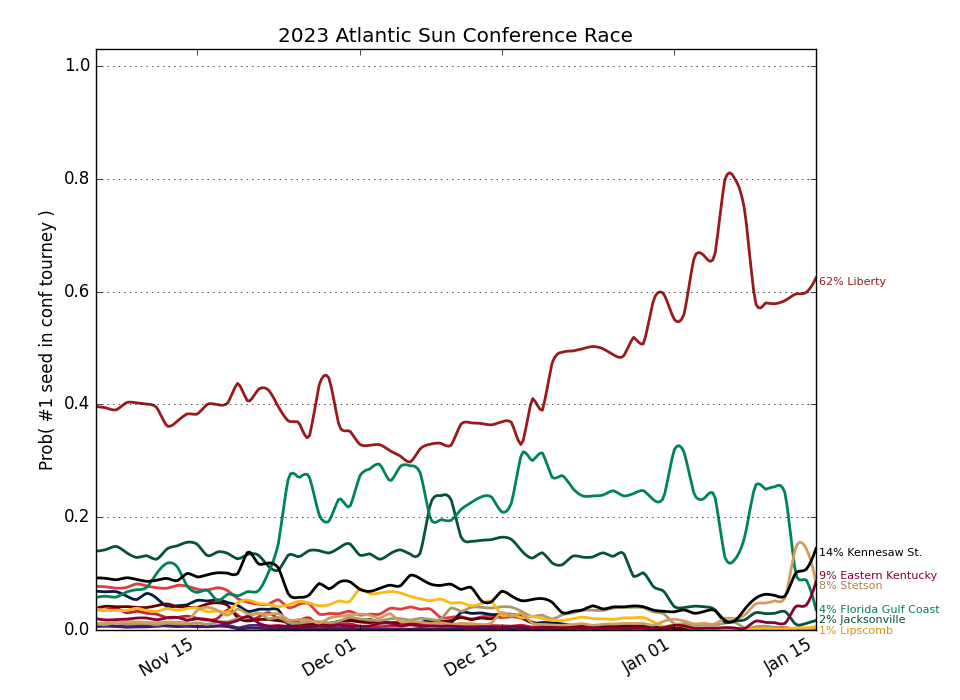 2023 Atlantic Sun Conference Race
Prob( #1 seed in conf tourney )
1.0
0.8
0.6
0.4
0.2
0.0
Nov 15
Dec 01
Dec 15
Jan 01
Jan 15
62% Liberty
14% Kennesaw St.
9% Eastern Kentucky
8% Stetson
4% Florida Gulf Coast
2% Jacksonville
1% Lipscomb